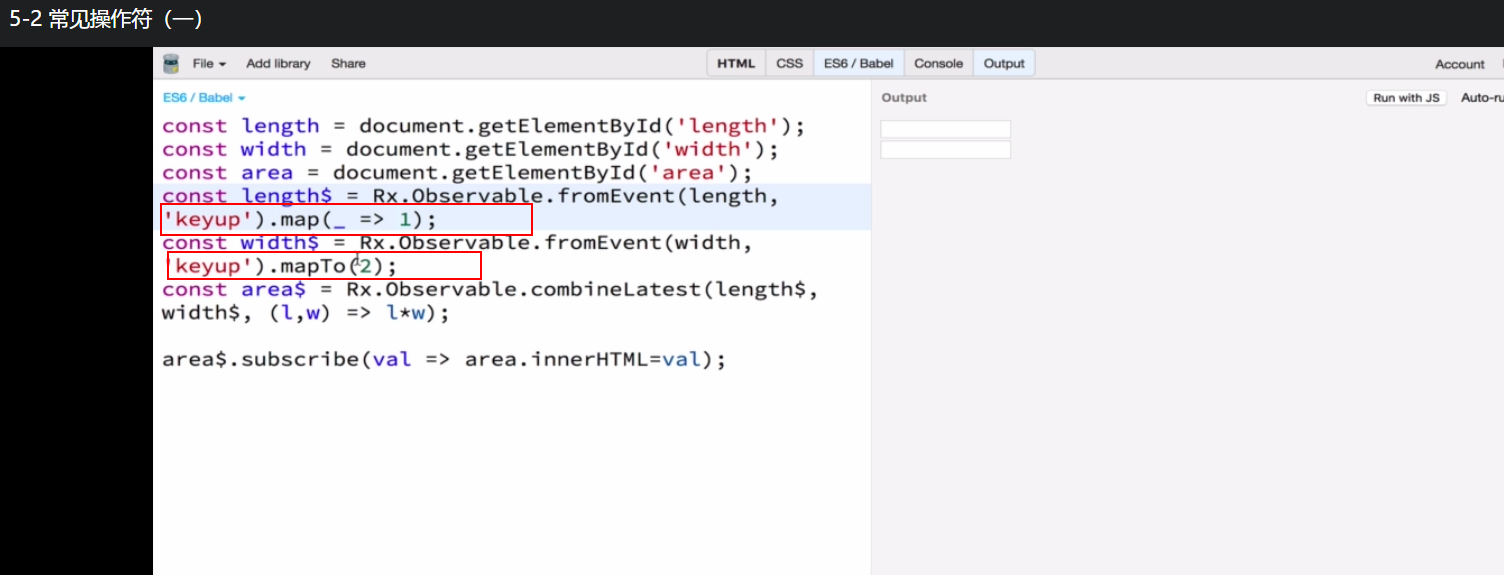 5-2 常见操作符（一）
File Add library Share HTML CSS ES6 / Babel Console Output Account
ES6 / Babel
Output Run with JS
const length = document.getElementById('length');
const width = document.getElementById('width');
const area = document.getElementById('area');
const length$ = Rx.Observable.fromEvent(length,
'keyup').map(_ => 1);
const width$ = Rx.Observable.fromEvent(width,
'keyup').mapTo(2);
const area$ = Rx.Observable.combineLatest(length$,
width$, (l,w) => l*w);
area$.subscribe(val => area.innerHTML=val);